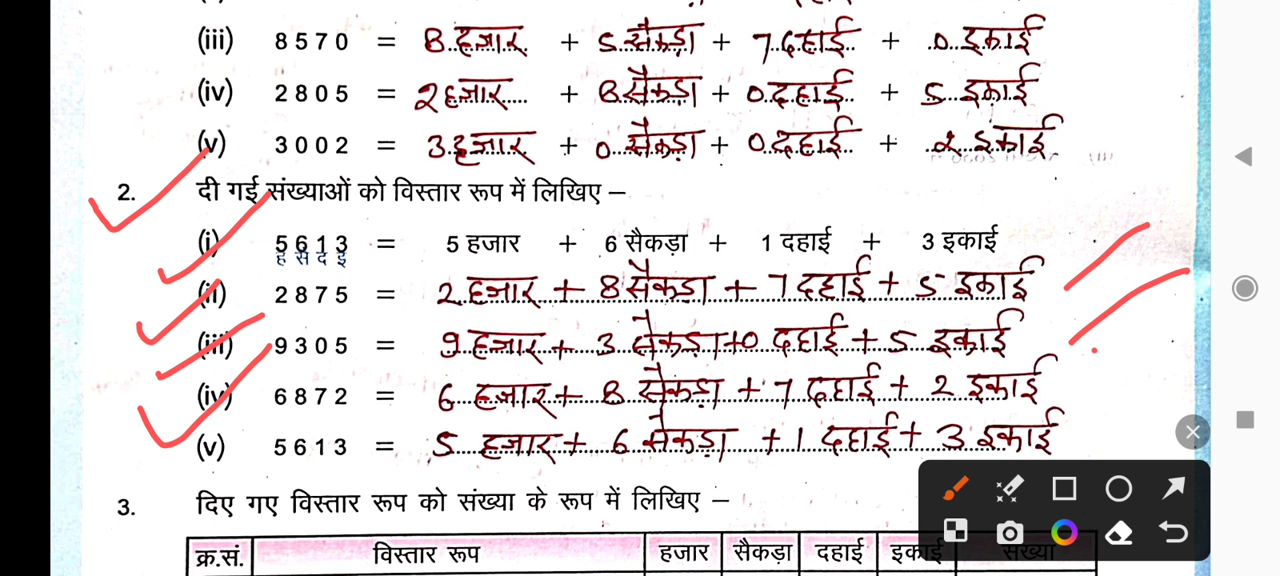 (iii) 8570 = 8 हजार + 5 सैकड़ा + 7 दहाई + 0 इकाई
(iv) 2805 = 2 हजार + 8 सैकड़ा + 0 दहाई + 5 इकाई
(v) 3002 = 3 हजार + 0 सैकड़ा + 0 दहाई + 2 इकाई
2. दी गई संख्याओं को विस्तार रूप में लिखिए –
(i) 5613 = 5 हजार + 6 सैकड़ा + 1 दहाई + 3 इकाई
ह सै द इ
(ii) 2875 = 2 हजार + 8 सैकड़ा + 7 दहाई + 5 इकाई
(iii) 9305 = 9 हजार + 3 सैकड़ा + 0 दहाई + 5 इकाई
(iv) 6872 = 6 हजार + 8 सैकड़ा + 7 दहाई + 2 इकाई
(v) 5613 = 5 हजार + 6 सैकड़ा + 1 दहाई + 3 इकाई
3. दिए गए विस्तार रूप को संख्या के रूप में लिखिए –
क्र.सं. विस्तार रूप हजार सैकड़ा दहाई इकाई संख्या